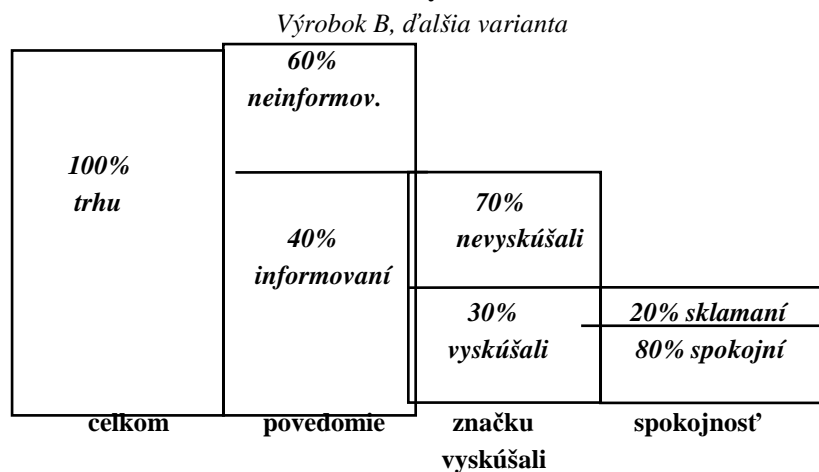 Výrobok B, ďalšia varianta
100%
trhu
60%
neinformov.
40%
informovaní
70%
nevyskúšali
30%
vyskúšali
20% sklamaní
80% spokojní
celkom
povedomie
značku
vyskúšali
spokojnosť